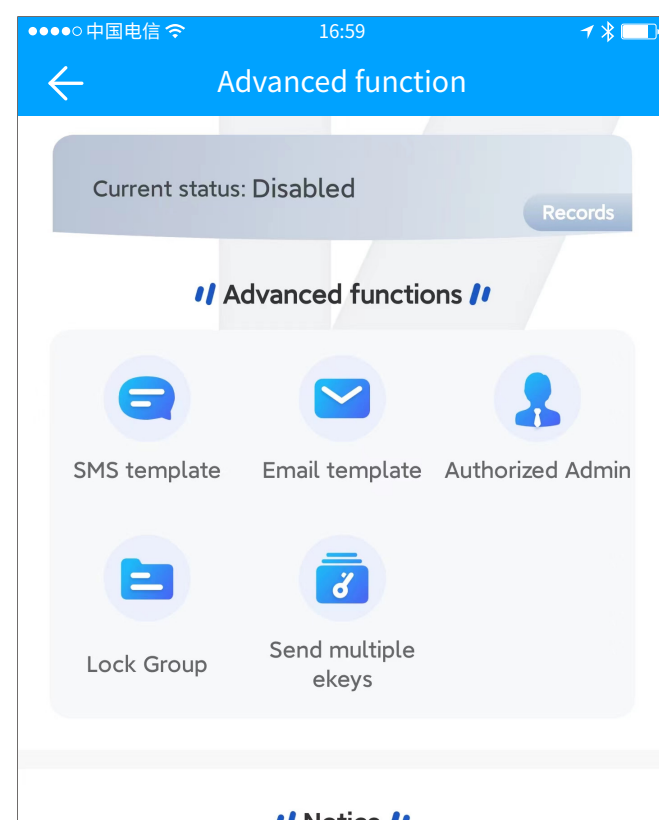 中国电信 16:59
Advanced function
Current status: Disabled
Records
Advanced functions
SMS template Email template Authorized Admin
Lock Group Send multiple
ekeys
Notice